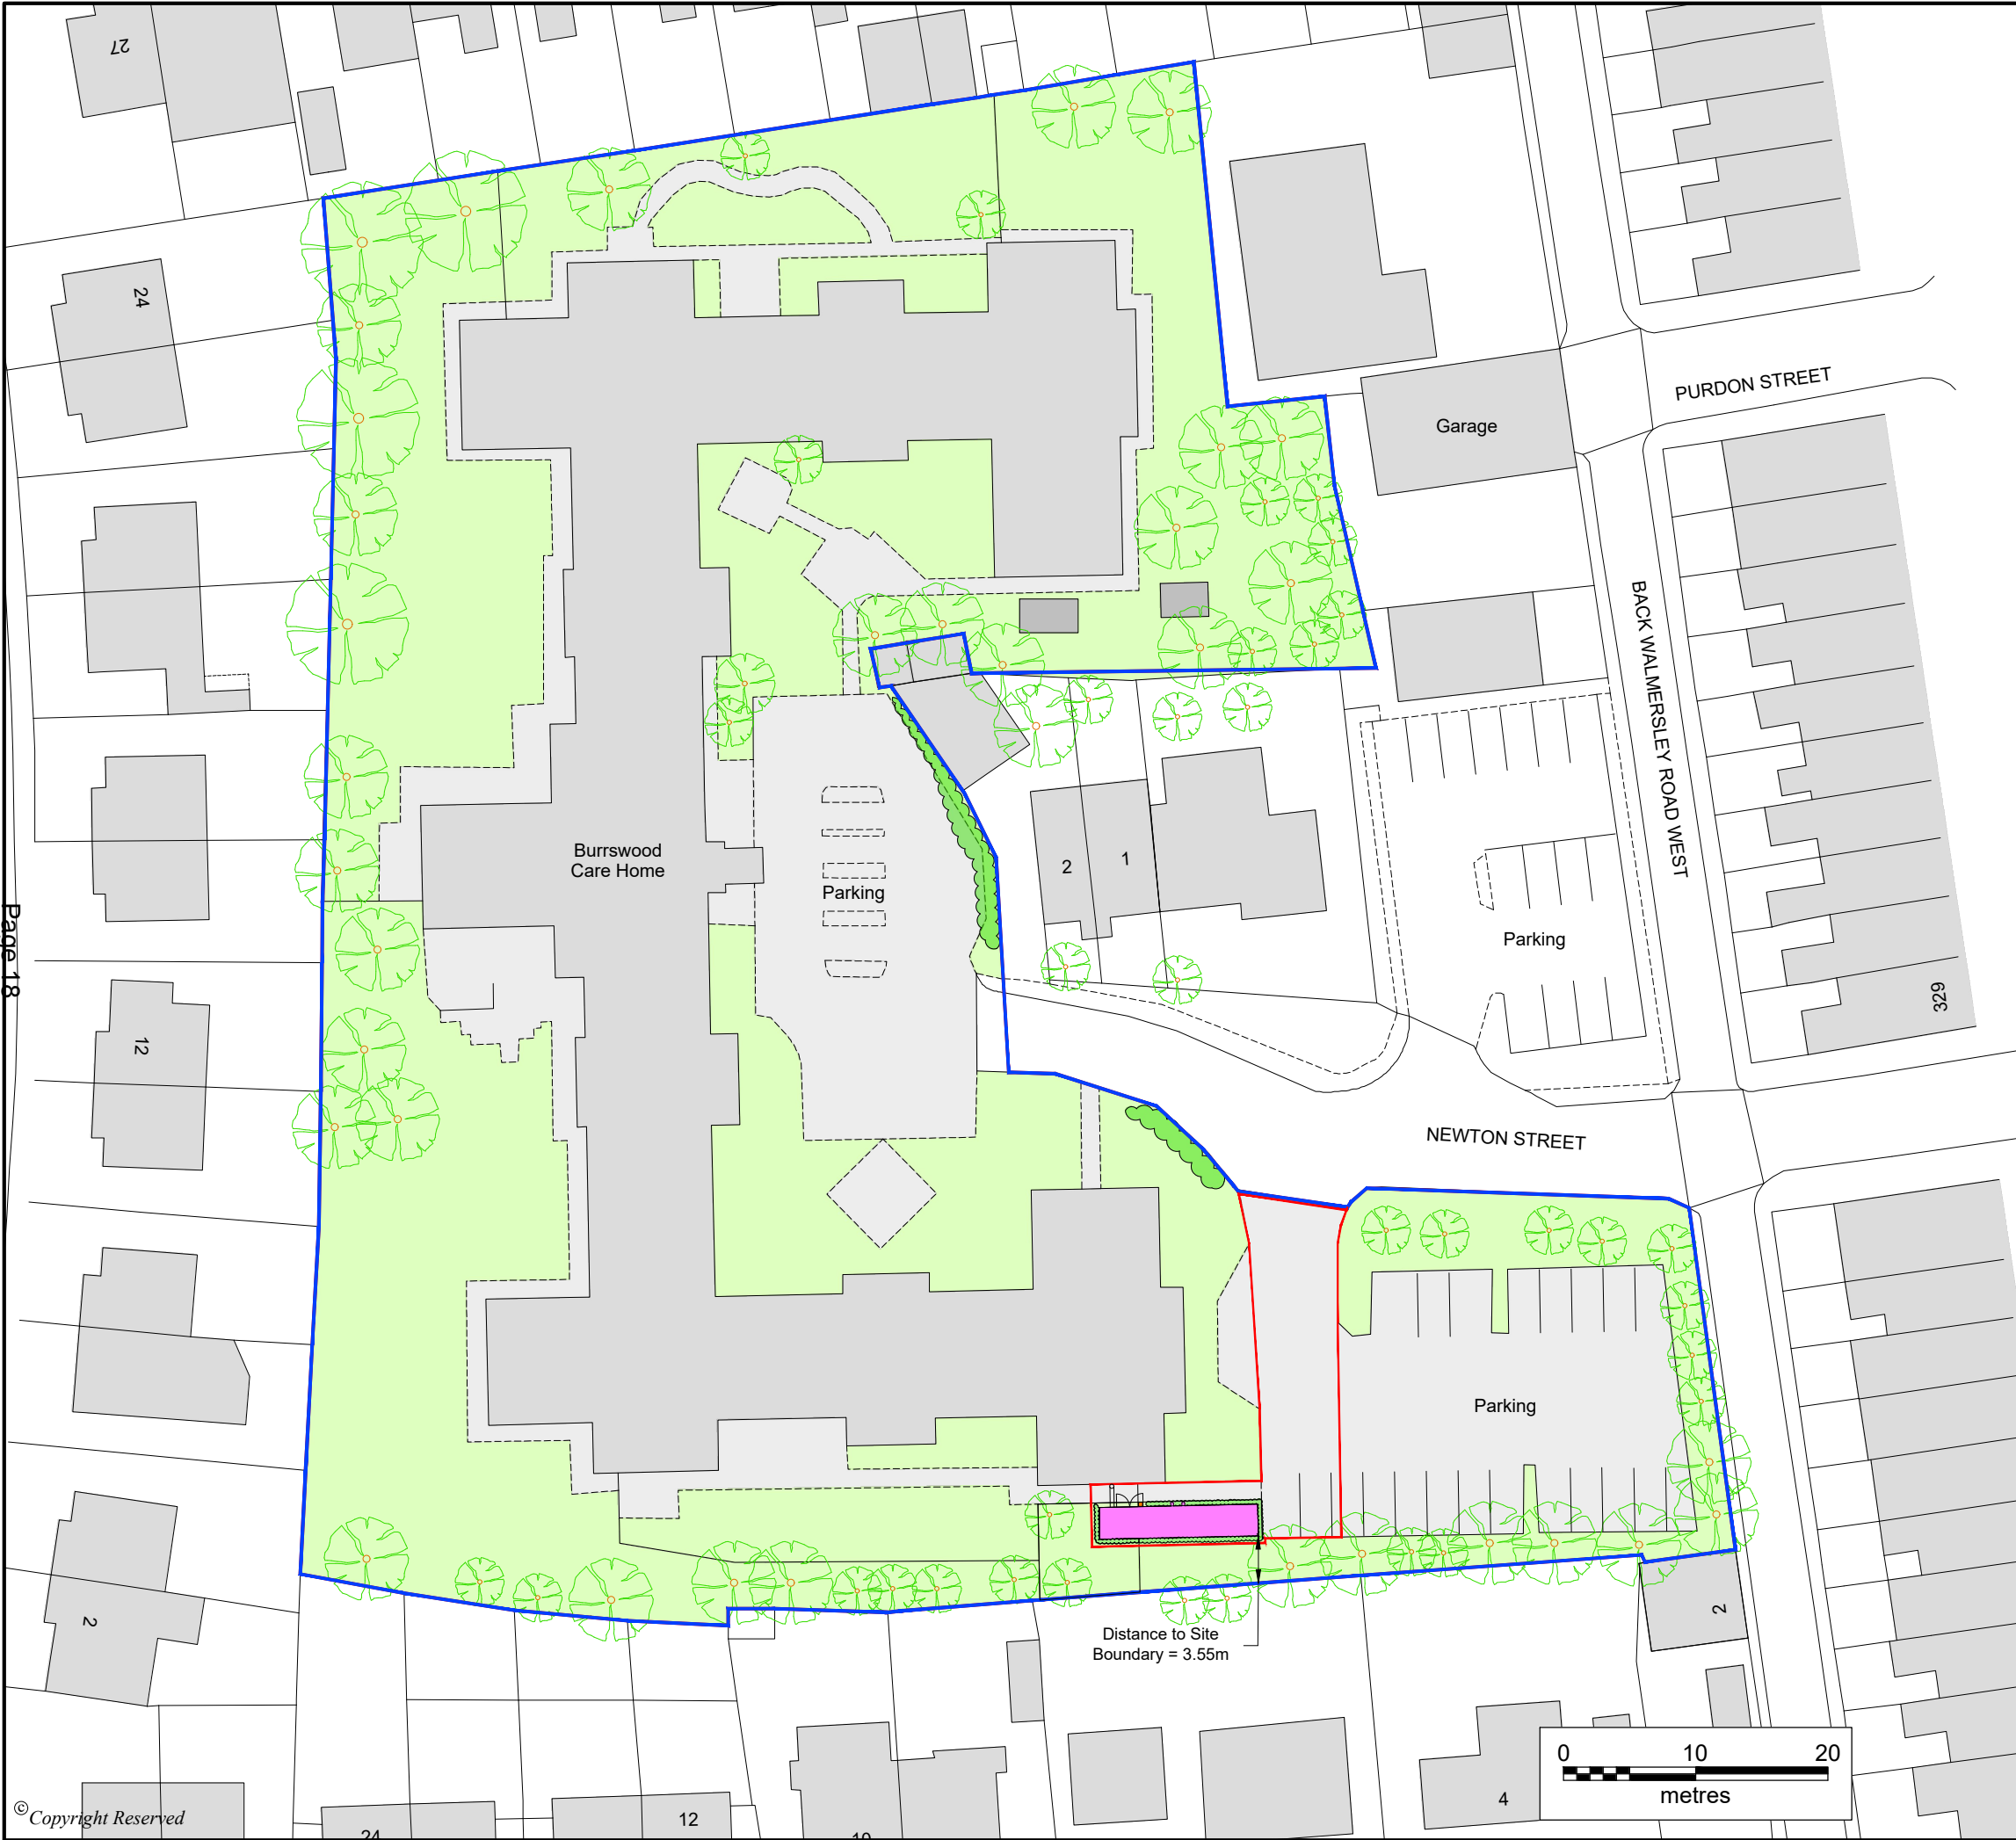 27
24
PURDON STREET
Garage
BACK WALMERSLEY ROAD WEST
Burrswood
Care Home
Parking
2
1
Parking
Page 18
329
12
NEWTON STREET
Parking
2
2
Distance to Site
Boundary = 3.55m
0 10 20
metres
4
12
24
10
© Copyright Reserved